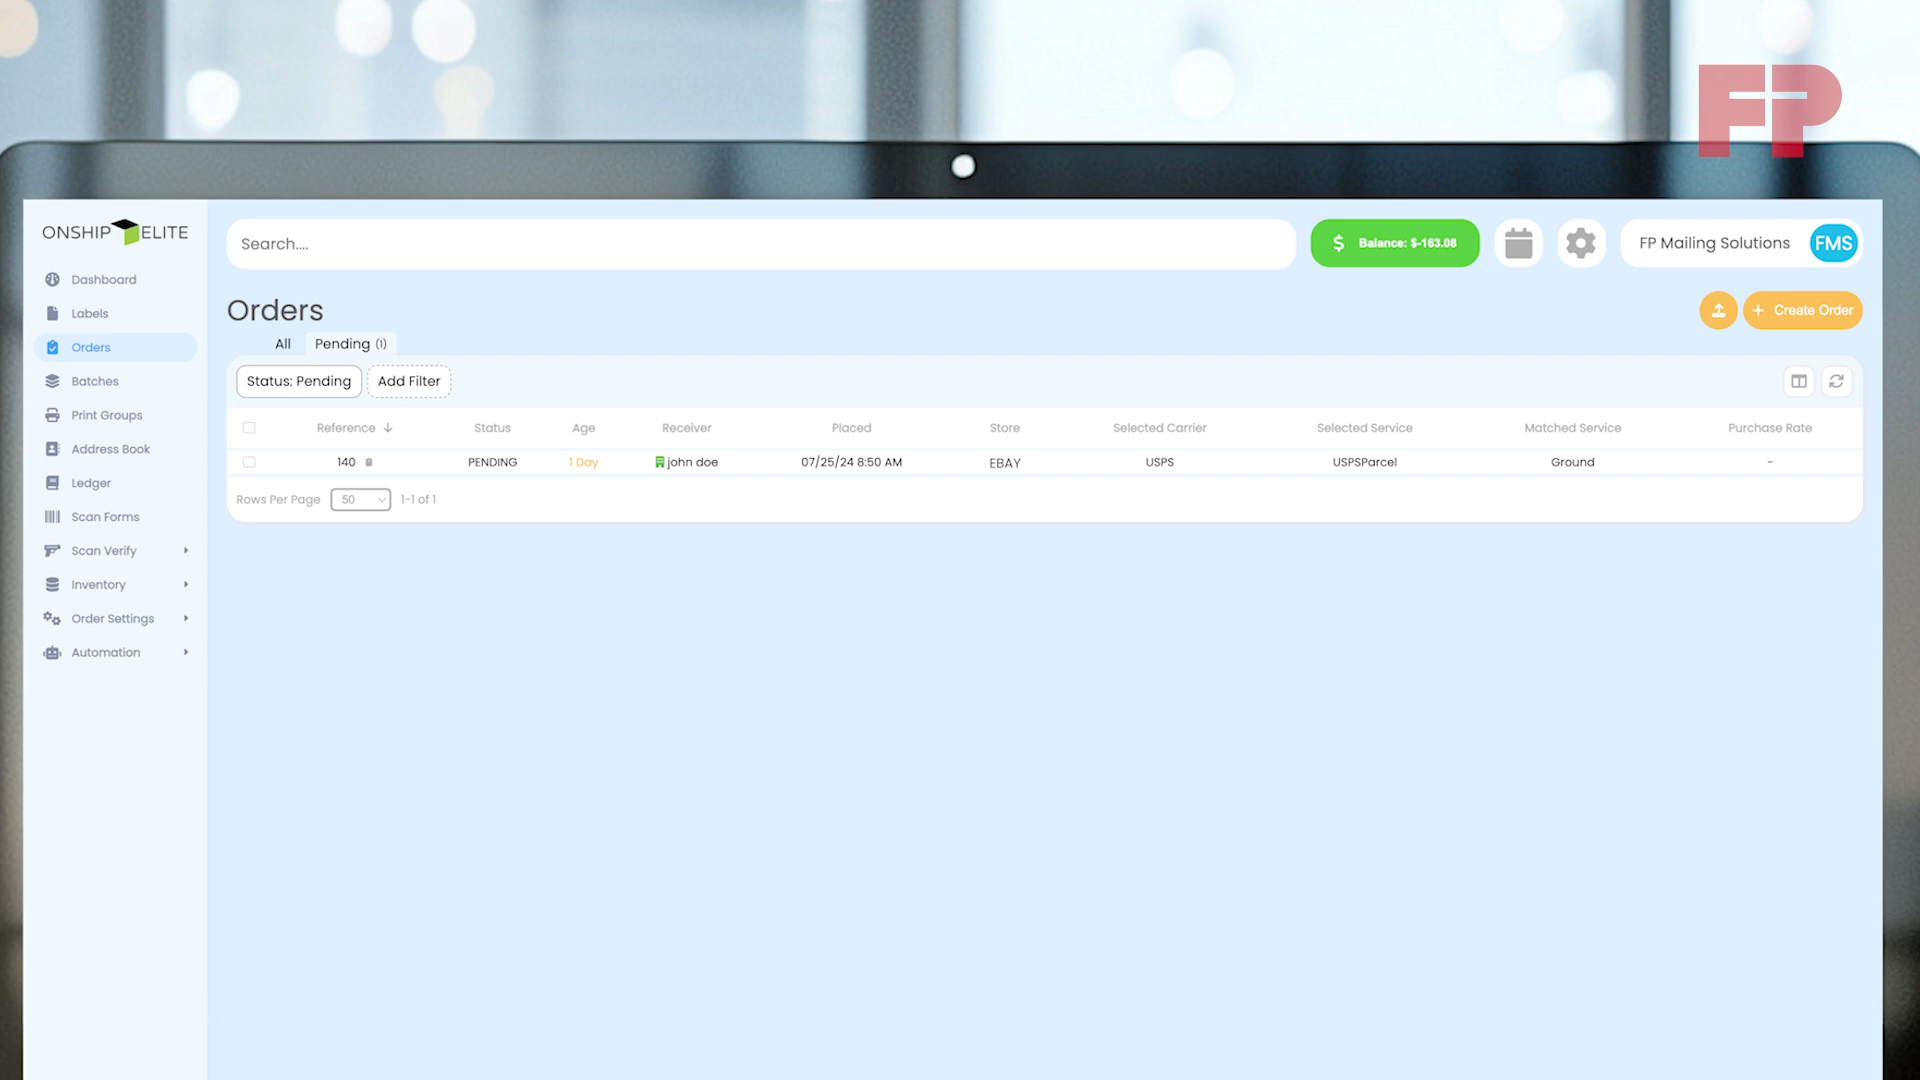 FP
ONSHIP ELITE
Search....
$ Balance: $-163.08
FP Mailing Solutions
FMS
Dashboard
Labels
Orders
Batches
Print Groups
Address Book
Ledger
Scan Forms
Scan Verify
Inventory
Order Settings
Automation
Orders
+ Create Order
All
Pending (1)
Status: Pending
Add Filter
Reference ↓ Status Age Receiver Placed Store Selected Carrier Selected Service Matched Service Purchase Rate
140 PENDING 1 Day john doe 07/25/24 8:50 AM EBAY USPS USPSParcel Ground -
Rows Per Page 50 1-1 of 1